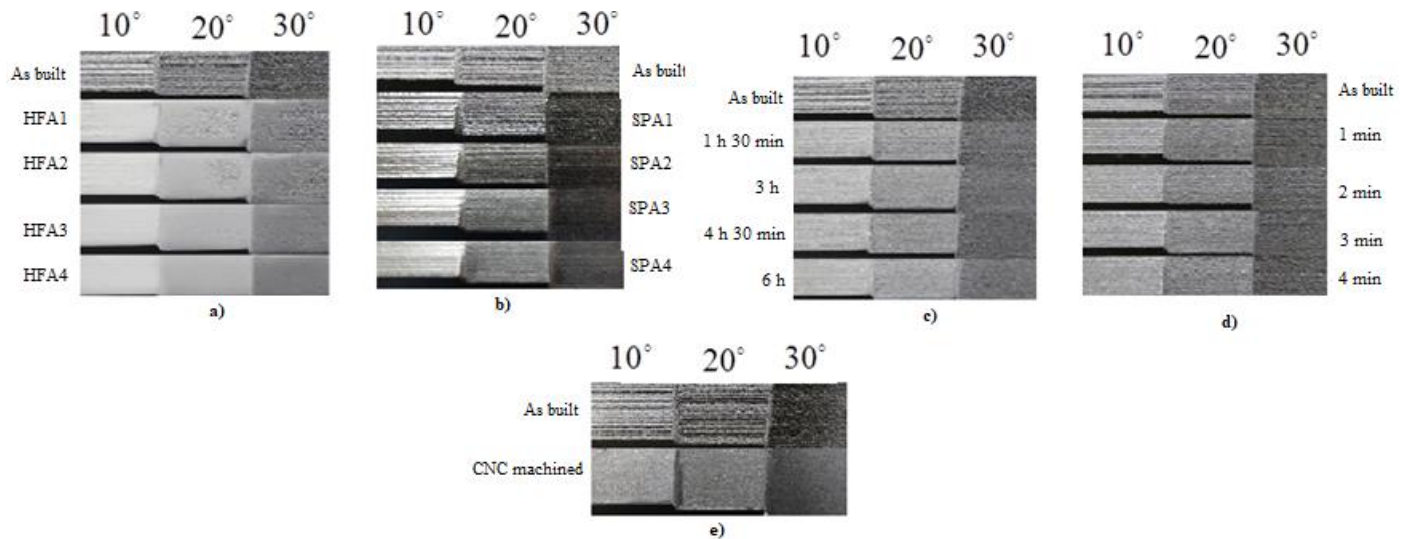 10° 20° 30°
As built
HFA1
HFA2
HFA3
HFA4
a)
10° 20° 30°
As built
SPA1
SPA2
SPA3
SPA4
b)
10° 20° 30°
As built
1 h 30 min
3 h
4 h 30 min
6 h
c)
10° 20° 30°
As built
1 min
2 min
3 min
4 min
d)
10° 20° 30°
As built
CNC machined
e)